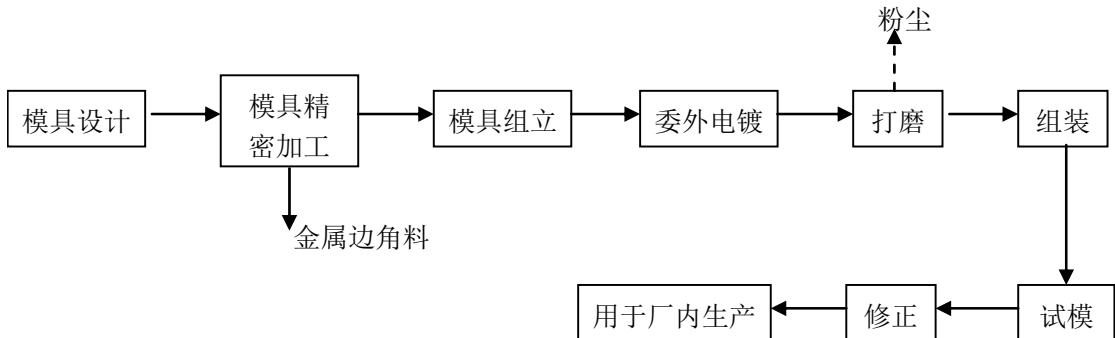 粉尘
模具设计
模具精
密加工
模具组立
委外电镀
打磨
组装
金属边角料
用于厂内生产
修正
试模